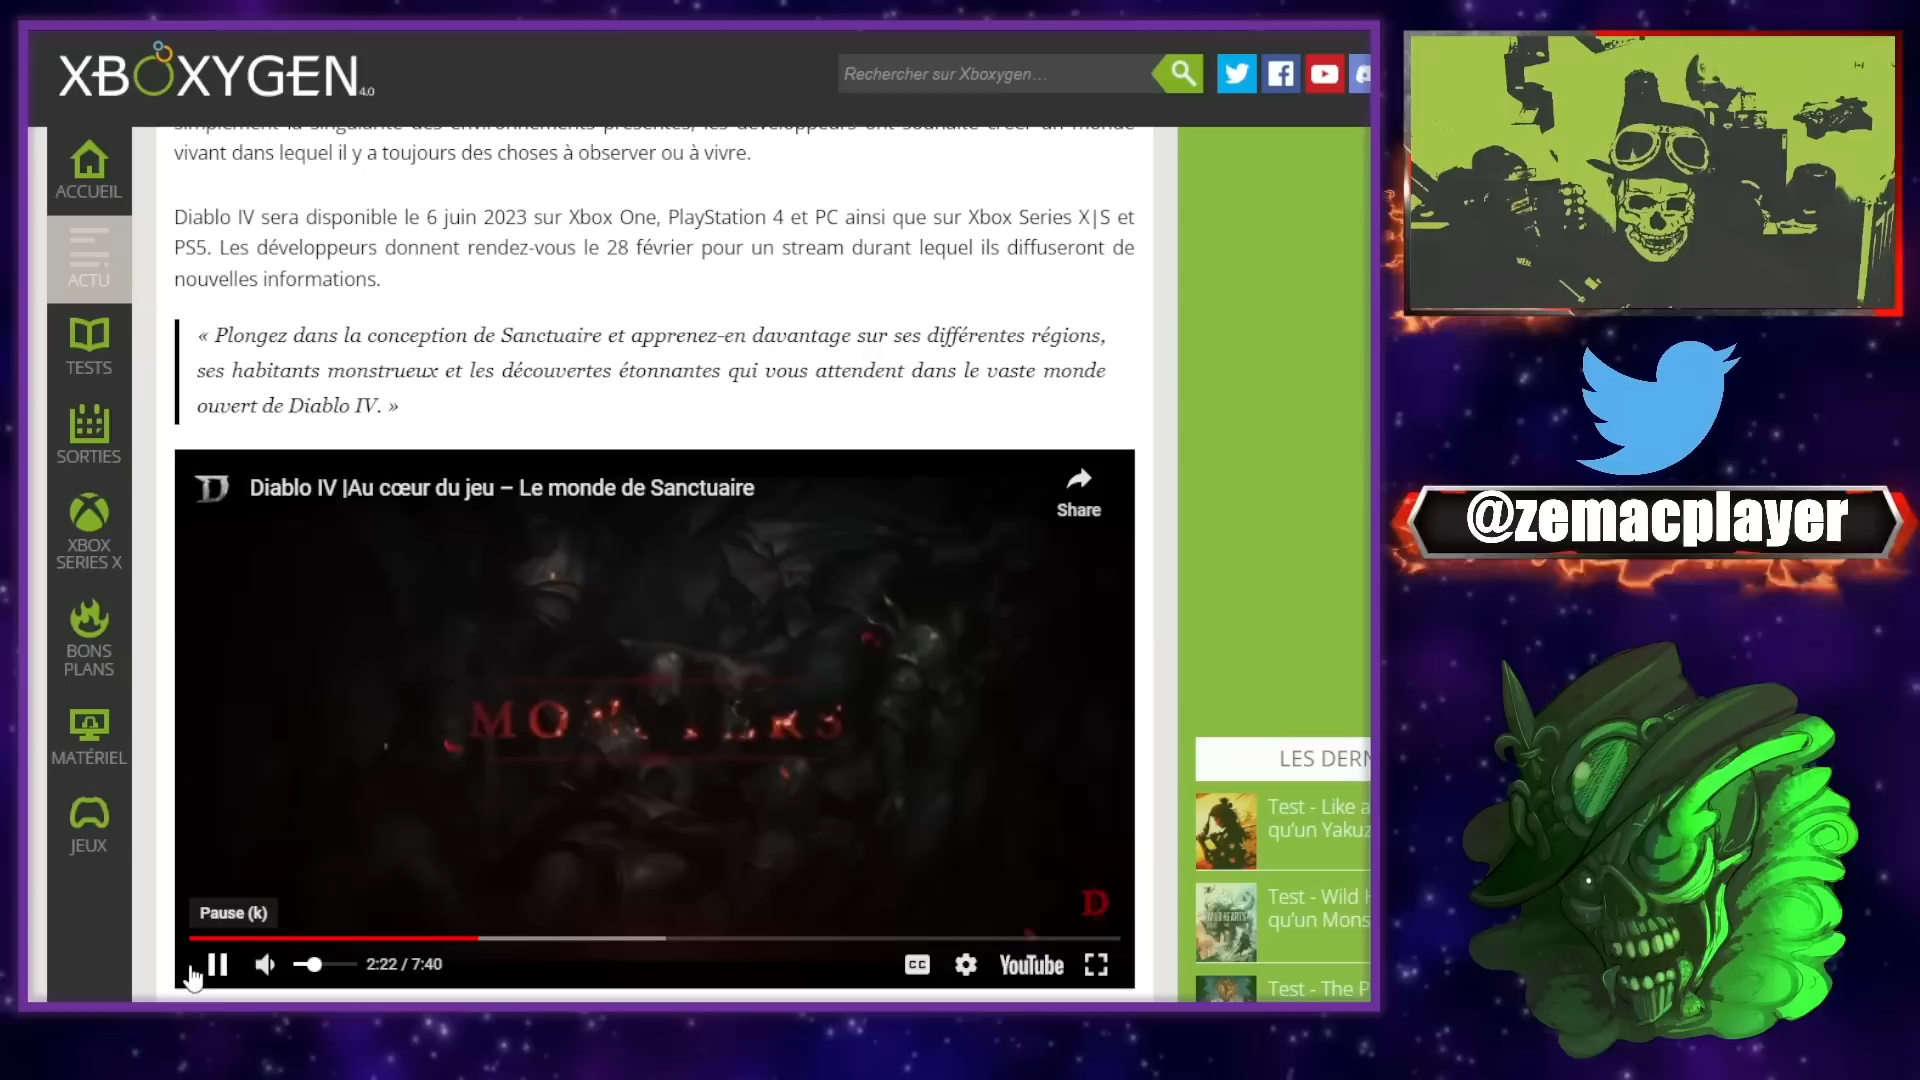 XBOXYGEN 4.0
Rechercher sur Xboxygen...
vivant dans lequel il y a toujours des choses à observer ou à vivre.
Diablo IV sera disponible le 6 juin 2023 sur Xbox One, PlayStation 4 et PC ainsi que sur Xbox Series X|S et
PS5. Les développeurs donnent rendez-vous le 28 février pour un stream durant lequel ils diffuseront de
nouvelles informations.
« Plongez dans la conception de Sanctuaire et apprenez-en davantage sur ses différentes régions,
ses habitants monstrueux et les découvertes étonnantes qui vous attendent dans le vaste monde
ouvert de Diablo IV. »
ACCUEIL
ACTU
TESTS
SORTIES
XBOX
SERIES X
BONS
PLANS
MATÉRIEL
JEUX
Diablo IV |Au cœur du jeu – Le monde de Sanctuaire
Share
D
Pause (k)
2:22 / 7:40
CC
YouTube
LES DERN
Test - Like a
qu'un Yakuz
Test - Wild H
qu'un Mons
Test - The P
@zemacplayer